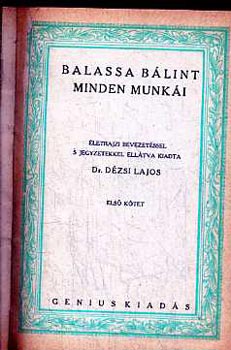 BALASSA BÁLINT
MINDEN MUNKÁI
ÉLETRAJZI BEVEZETÉSSEL
S JEGYZETEKKEL ELLÁTVA KIADTA
Dr. DÉZSI LAJOS
ELSŐ KÖTET
GENIUS KIADÁS